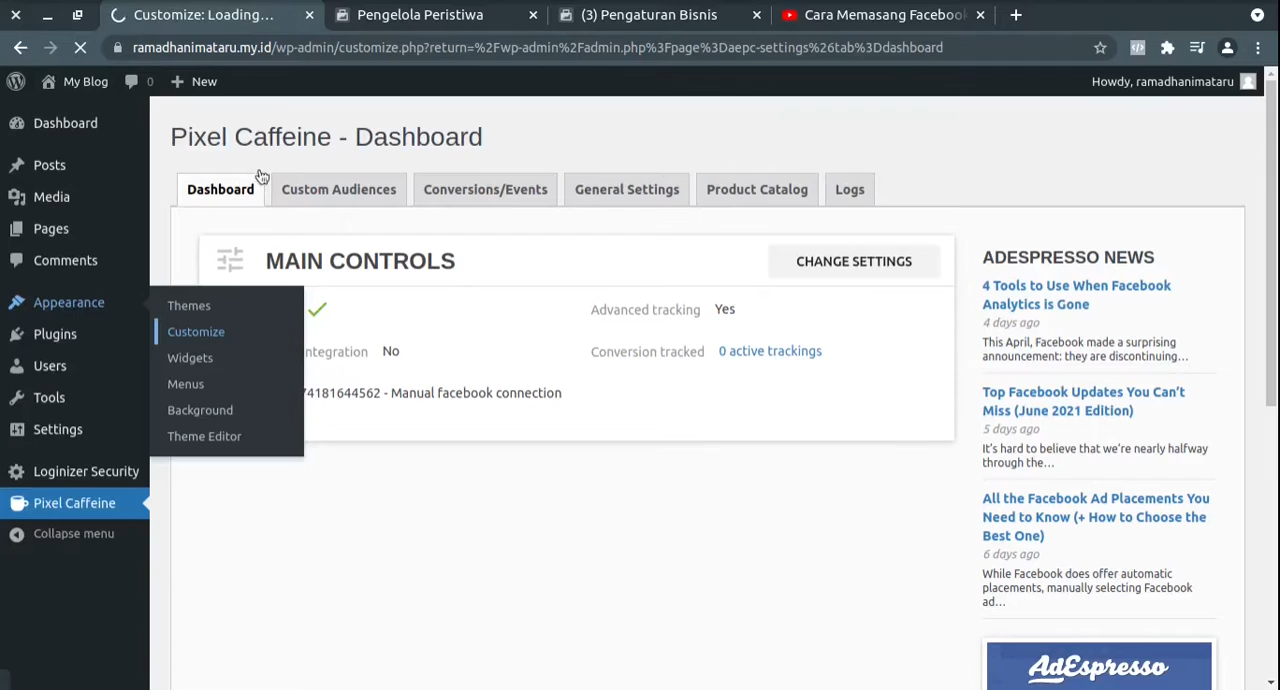 Customize: Loading...
Pengelola Peristiwa
(3) Pengaturan Bisnis
Cara Memasang Facebook
ramadhanimataru.my.id/wp-admin/customize.php?return=%2Fwp-admin%2Fadmin.php%3Fpage%3Daepc-settings%26tab%3Ddashboard
My Blog
0
New
Howdy, ramadhanimataru
Dashboard
Posts
Media
Pages
Comments
Appearance
Plugins
Users
Tools
Settings
Loginizer Security
Pixel Caffeine
Collapse menu
Themes
Customize
Widgets
Menus
Background
Theme Editor
Pixel Caffeine - Dashboard
Dashboard
Custom Audiences
Conversions/Events
General Settings
Product Catalog
Logs
MAIN CONTROLS
CHANGE SETTINGS
Advanced tracking Yes
ntegration No
Conversion tracked 0 active trackings
74181644562 - Manual facebook connection
ADESPRESSO NEWS
4 Tools to Use When Facebook
Analytics is Gone
4 days ago
This April, Facebook made a surprising
announcement: they are discontinuing…
Top Facebook Updates You Can't
Miss (June 2021 Edition)
5 days ago
It's hard to believe that we're nearly halfway
through the…
All the Facebook Ad Placements You
Need to Know (+ How to Choose the
Best One)
6 days ago
While Facebook does offer automatic
placements, manually selecting Facebook
ad…
AdEspresso